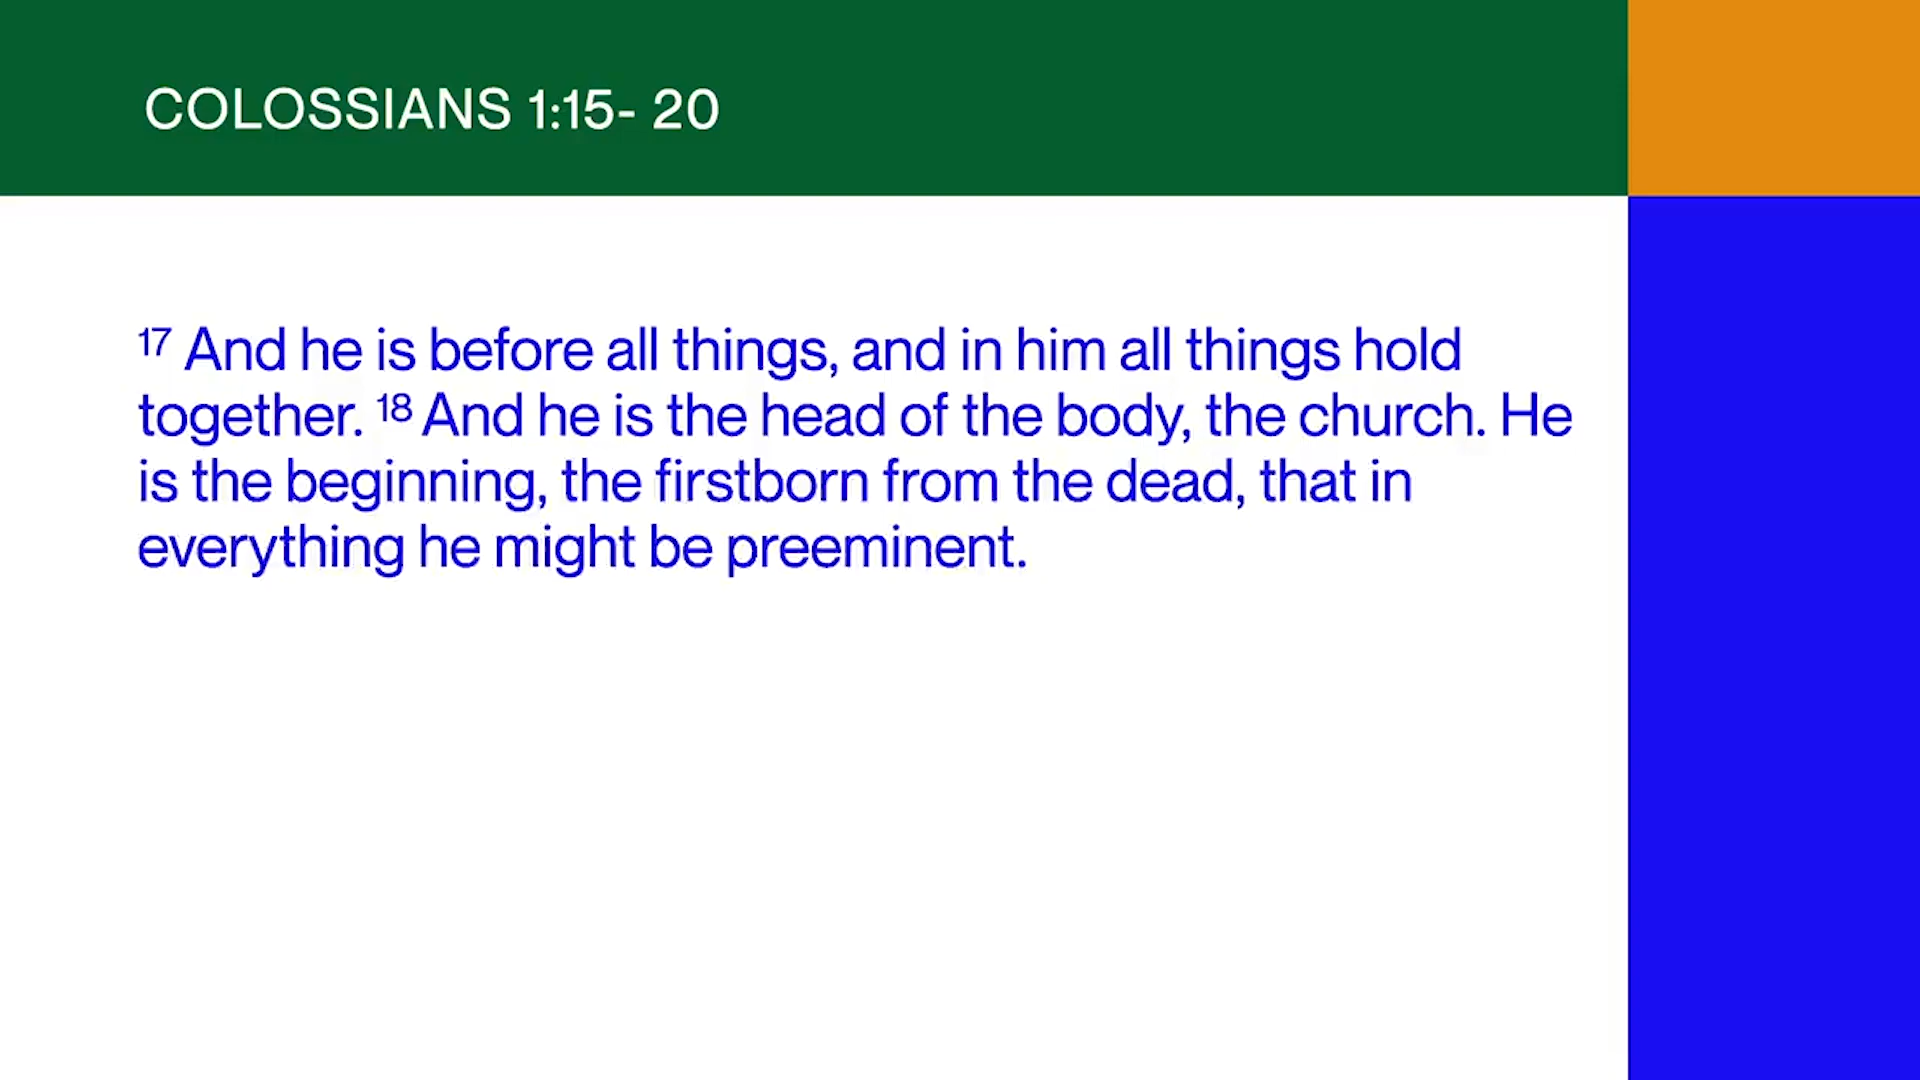 COLOSSIANS 1:15- 20
17 And he is before all things, and in him all things hold
together. 18 And he is the head of the body, the church. He
is the beginning, the firstborn from the dead, that in
everything he might be preeminent.